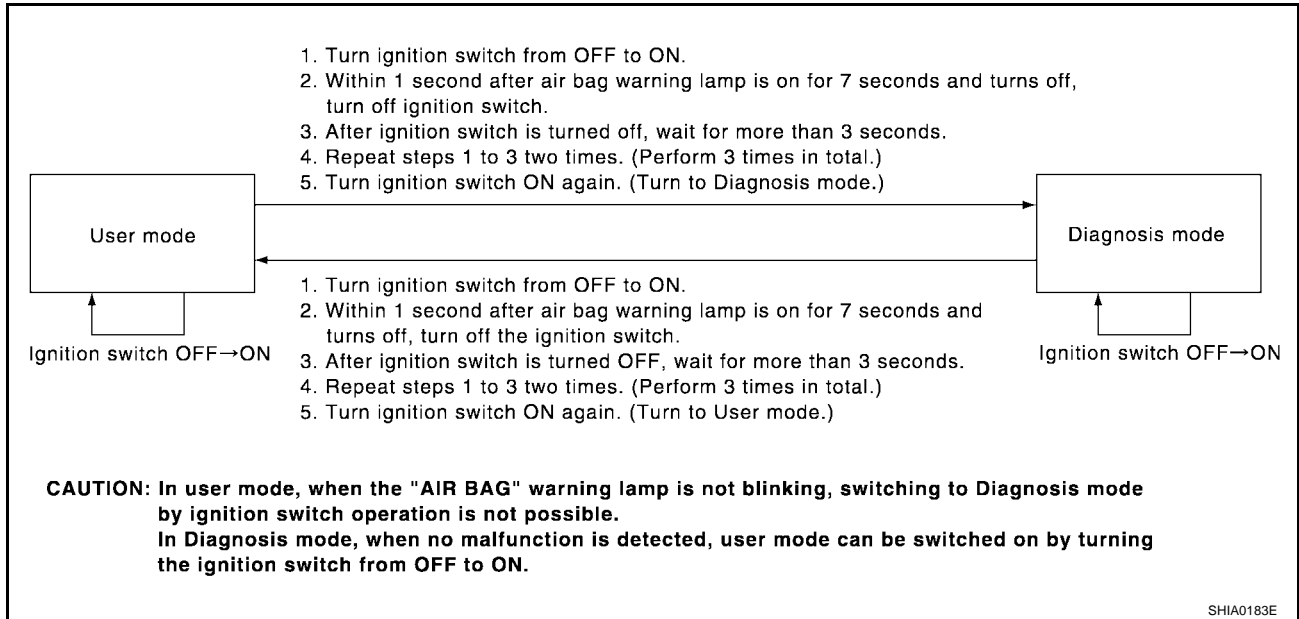 1. Turn ignition switch from OFF to ON.
2. Within 1 second after air bag warning lamp is on for 7 seconds and turns off,
turn off ignition switch.
3. After ignition switch is turned off, wait for more than 3 seconds.
4. Repeat steps 1 to 3 two times. (Perform 3 times in total.)
5. Turn ignition switch ON again. (Turn to Diagnosis mode.)
User mode
Diagnosis mode
1. Turn ignition switch from OFF to ON.
2. Within 1 second after air bag warning lamp is on for 7 seconds and
turns off, turn off the ignition switch.
3. After ignition switch is turned OFF, wait for more than 3 seconds.
4. Repeat steps 1 to 3 two times. (Perform 3 times in total.)
5. Turn ignition switch ON again. (Turn to User mode.)
Ignition switch OFF→ON
Ignition switch OFF→ON
CAUTION: In user mode, when the "AIR BAG" warning lamp is not blinking, switching to Diagnosis mode
by ignition switch operation is not possible.
In Diagnosis mode, when no malfunction is detected, user mode can be switched on by turning
the ignition switch from OFF to ON.
SHIA0183E